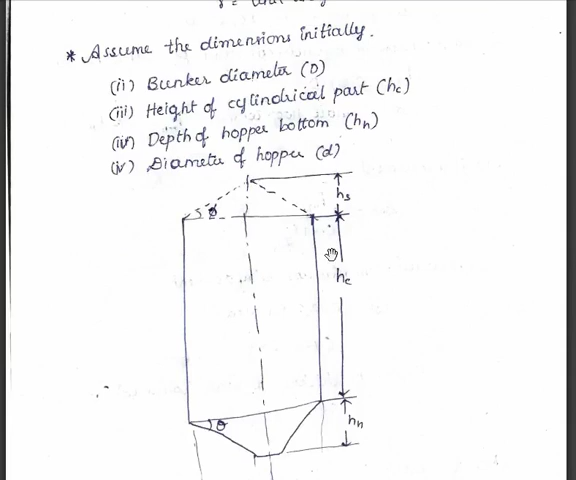 * Assume the dimensions initially.
(ii) Bunker diameter (D)
(iii) Height of cylindrical part (hc)
(iv) Depth of hopper bottom (hh)
(iv) Diameter of hopper (d)
hs
ø
hc
θ
hh